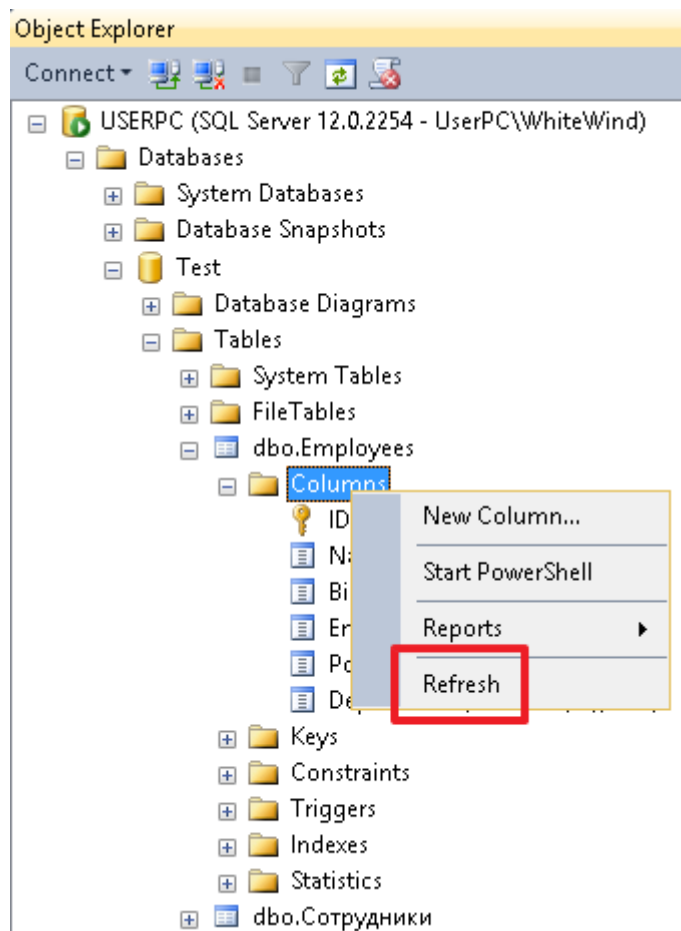 Object Explorer
Connect
USERPC (SQL Server 12.0.2254 - UserPC\WhiteWind)
Databases
System Databases
Database Snapshots
Test
Database Diagrams
Tables
System Tables
FileTables
dbo.Employees
Columns
ID
New Column...
Start PowerShell
Reports
Refresh
Keys
Constraints
Triggers
Indexes
Statistics
dbo.Сотрудники